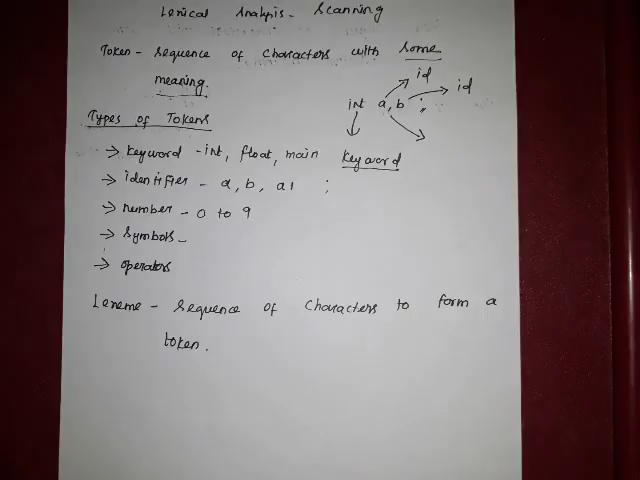 Lexical Analysis - Scanning
Token - Sequence of characters with some
meaning.
id
id
int a, b ;
Types of Tokens
→ keyword - int, float, main
keyword
→ identifier - a, b, a1 ;
→ number - 0 to 9
→ symbols -
→ operators
Lexeme - Sequence of characters to form a
token.